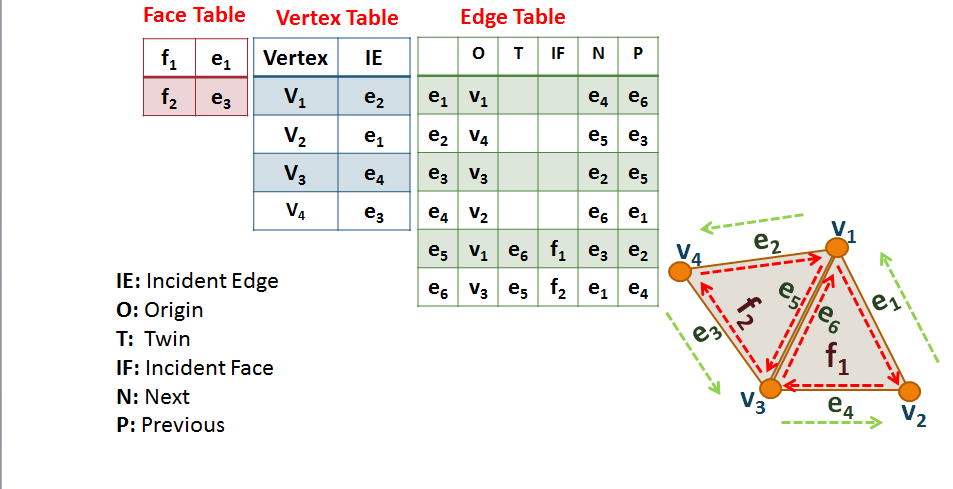 Face Table
Vertex Table
Edge Table
f1 e1
f2 e3
Vertex IE
V1 e2
V2 e1
V3 e4
V4 e3
O T IF N P
e1 v1 e4 e6
e2 v4 e5 e3
e3 v3 e2 e5
e4 v2 e6 e1
e5 v1 e6 f1 e3 e2
e6 v3 e5 f2 e1 e4
IE: Incident Edge
O: Origin
T: Twin
IF: Incident Face
N: Next
P: Previous
v1
e2
v4
e5
e1
f2
e6
e3
f1
v3
e4
v2